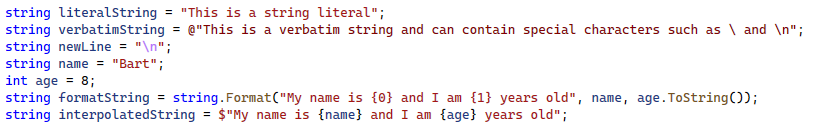 string literalString = "This is a string literal";
string verbatimString = @"This is a verbatim string and can contain special characters such as \ and \n";
string newLine = "\n";
string name = "Bart";
int age = 8;
string formatString = string.Format("My name is {0} and I am {1} years old", name, age.ToString());
string interpolatedString = $"My name is {name} and I am {age} years old";